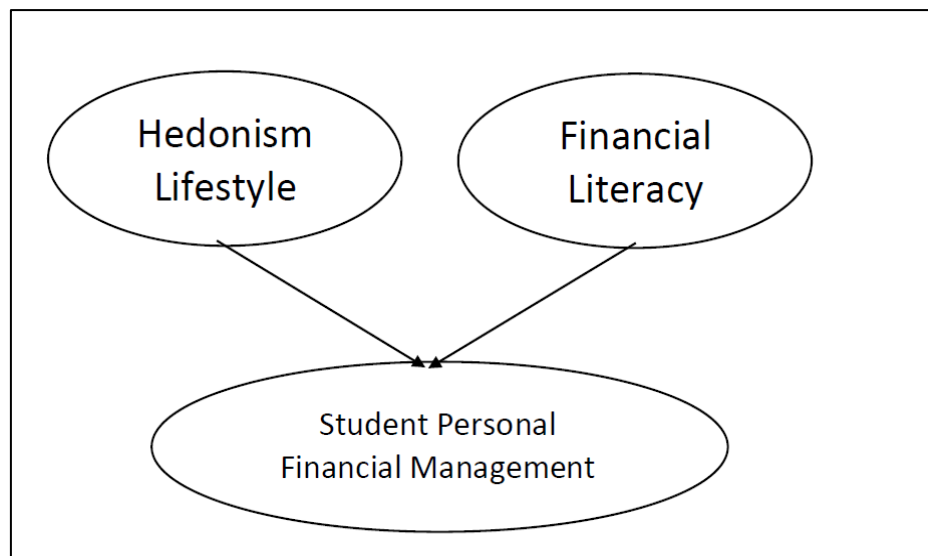 Hedonism
Lifestyle
Financial
Literacy
Student Personal
Financial Management